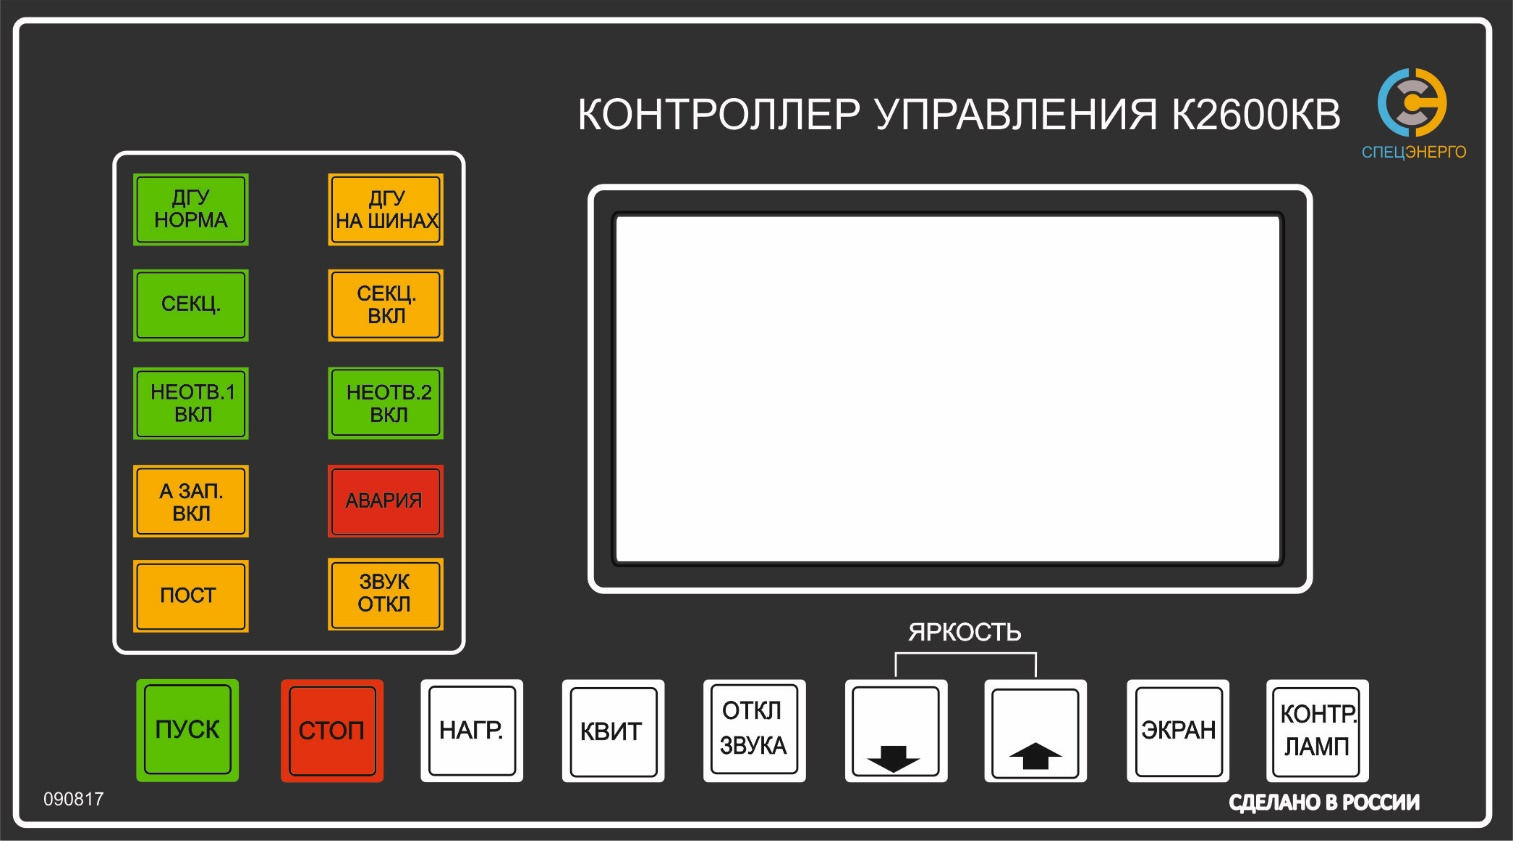 КОНТРОЛЛЕР УПРАВЛЕНИЯ К2600КВ
СПЕЦЭНЕРГО
ДГУ
НОРМА
ДГУ
НА ШИНАХ
СЕКЦ.
СЕКЦ.
ВКЛ
НЕОТВ.1
ВКЛ
НЕОТВ.2
ВКЛ
А ЗАП.
ВКЛ
АВАРИЯ
ПОСТ
ЗВУК
ОТКЛ
ЯРКОСТЬ
ПУСК
СТОП
НАГР.
КВИТ
ОТКЛ
ЗВУКА
ЭКРАН
КОНТР.
ЛАМП
090817
СДЕЛАНО В РОССИИ